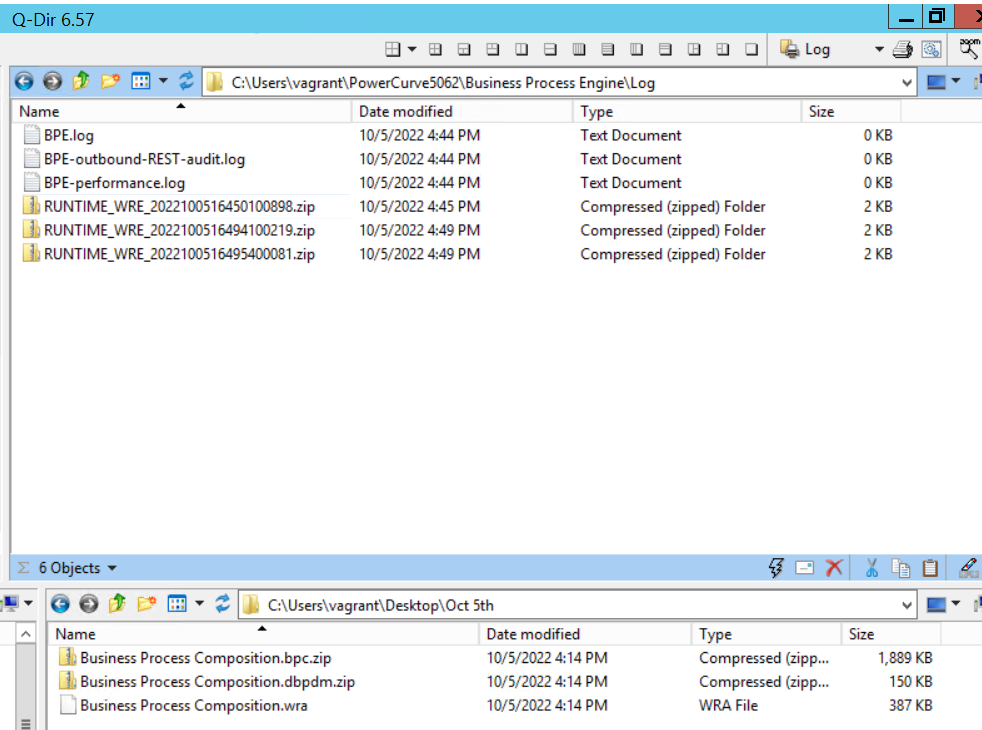 Q-Dir 6.57
Log
zoom
C:\Users\vagrant\PowerCurve5062\Business Process Engine\Log
Name Date modified Type Size
BPE.log 10/5/2022 4:44 PM Text Document 0 KB
BPE-outbound-REST-audit.log 10/5/2022 4:44 PM Text Document 0 KB
BPE-performance.log 10/5/2022 4:44 PM Text Document 0 KB
RUNTIME_WRE_2022100516450100898.zip 10/5/2022 4:45 PM Compressed (zipped) Folder 2 KB
RUNTIME_WRE_2022100516494100219.zip 10/5/2022 4:49 PM Compressed (zipped) Folder 2 KB
RUNTIME_WRE_2022100516495400081.zip 10/5/2022 4:49 PM Compressed (zipped) Folder 2 KB
Σ 6 Objects
C:\Users\vagrant\Desktop\Oct 5th
Name Date modified Type Size
Business Process Composition.bpc.zip 10/5/2022 4:14 PM Compressed (zipp... 1,889 KB
Business Process Composition.dbpdm.zip 10/5/2022 4:14 PM Compressed (zipp... 150 KB
Business Process Composition.wra 10/5/2022 4:14 PM WRA File 387 KB